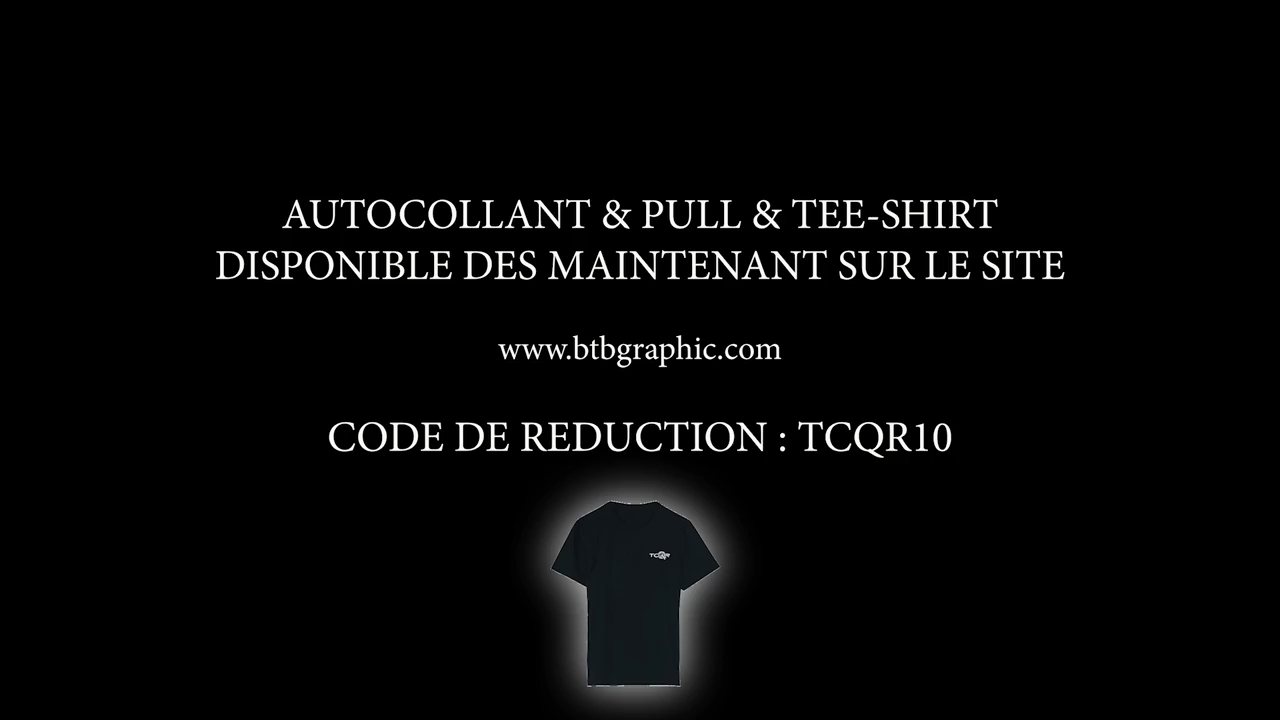 AUTOCOLLANT & PULL & TEE-SHIRT
DISPONIBLE DES MAINTENANT SUR LE SITE
www.btbgraphic.com
CODE DE REDUCTION : TCQR10
TCQR